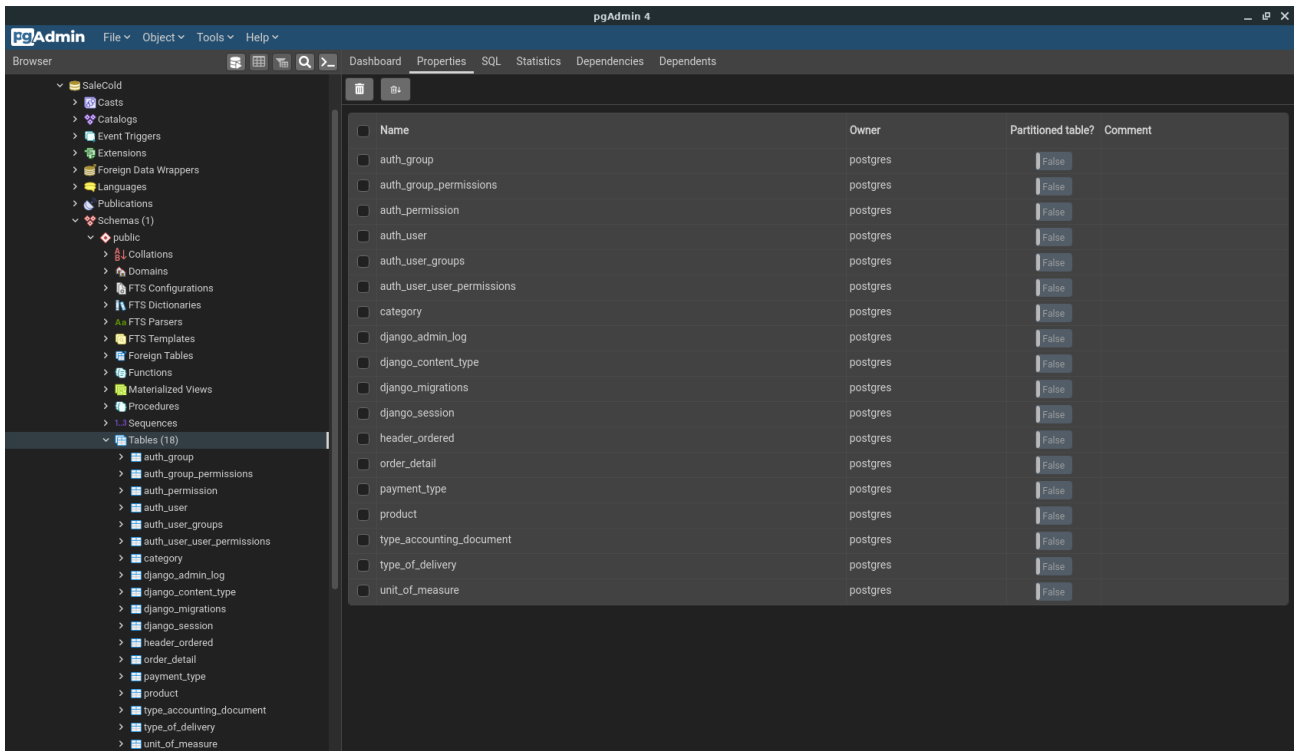 pgAdmin 4
pgAdmin File Object Tools Help
Browser Dashboard Properties SQL Statistics Dependencies Dependents
SaleCold
Casts
Catalogs
Event Triggers
Extensions
Foreign Data Wrappers
Languages
Publications
Schemas (1)
public
Collations
Domains
FTS Configurations
FTS Dictionaries
FTS Parsers
FTS Templates
Foreign Tables
Functions
Materialized Views
Procedures
1..3 Sequences
Tables (18)
auth_group
auth_group_permissions
auth_permission
auth_user
auth_user_groups
auth_user_user_permissions
category
django_admin_log
django_content_type
django_migrations
django_session
header_ordered
order_detail
payment_type
product
type_accounting_document
type_of_delivery
unit_of_measure
Name Owner Partitioned table? Comment
auth_group postgres False
auth_group_permissions postgres False
auth_permission postgres False
auth_user postgres False
auth_user_groups postgres False
auth_user_user_permissions postgres False
category postgres False
django_admin_log postgres False
django_content_type postgres False
django_migrations postgres False
django_session postgres False
header_ordered postgres False
order_detail postgres False
payment_type postgres False
product postgres False
type_accounting_document postgres False
type_of_delivery postgres False
unit_of_measure postgres False